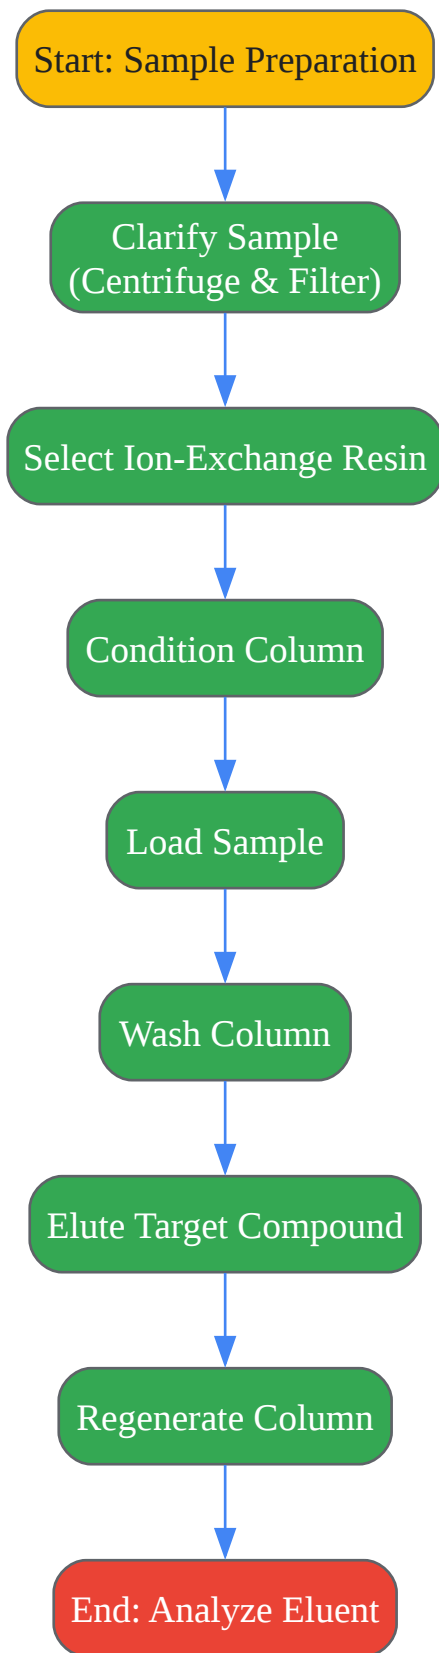 Start: Sample Preparation
Clarify Sample
(Centrifuge & Filter)
Select Ion-Exchange Resin
Condition Column
Load Sample
Wash Column
Elute Target Compound
Regenerate Column
End: Analyze Eluent